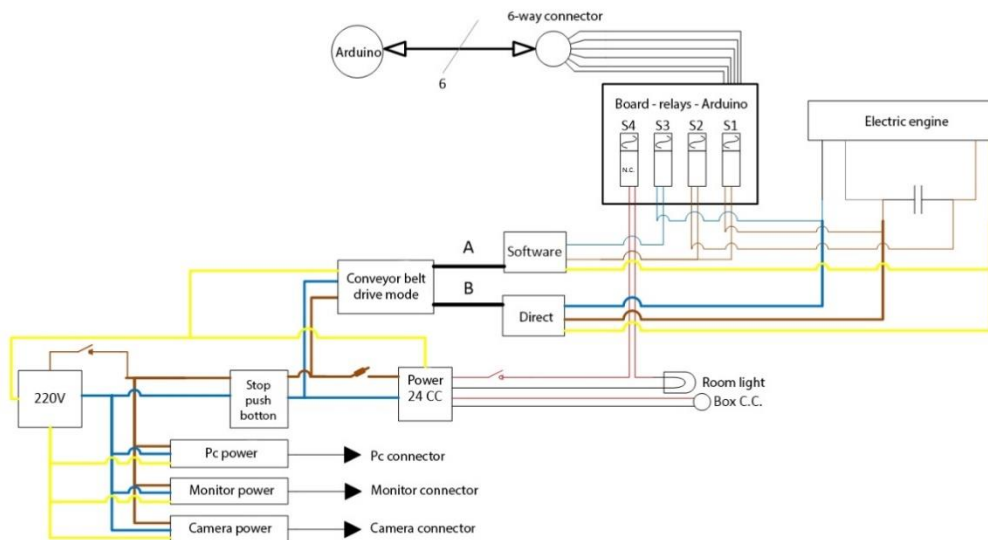 6-way connector
Arduino
6
Board - relays - Arduino
S4 S3 S2 S1
N.C.
Electric engine
A
Software
Conveyor belt
drive mode
B
Direct
220V
Stop
push
botton
Power
24 CC
Room light
Box C.C.
Pc power
Pc connector
Monitor power
Monitor connector
Camera power
Camera connector